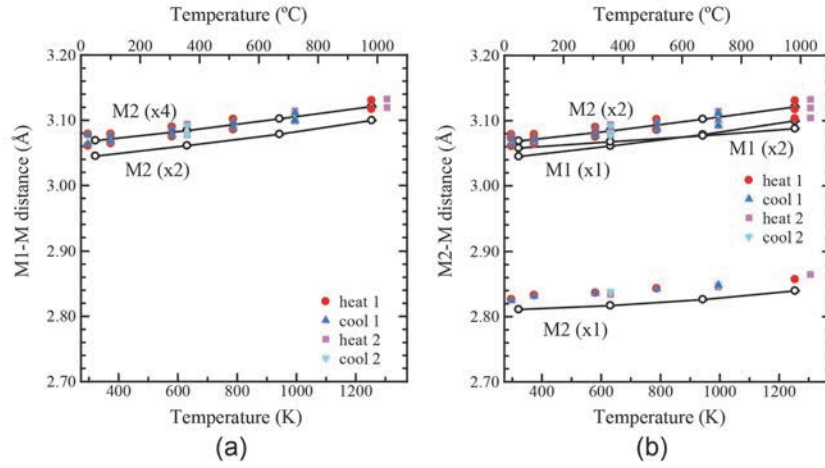 Temperature (ºC)
0 200 400 600 800 1000
3.20
3.10
3.00
2.90
2.80
2.70
M1-M distance (Å)
M2 (x4)
M2 (x2)
heat 1
cool 1
heat 2
cool 2
400 600 800 1000 1200
Temperature (K)
(a)
Temperature (ºC)
0 200 400 600 800 1000
3.20
3.10
3.00
2.90
2.80
2.70
M2-M distance (Å)
M2 (x2)
M1 (x2)
M1 (x1)
heat 1
cool 1
heat 2
cool 2
M2 (x1)
400 600 800 1000 1200
Temperature (K)
(b)